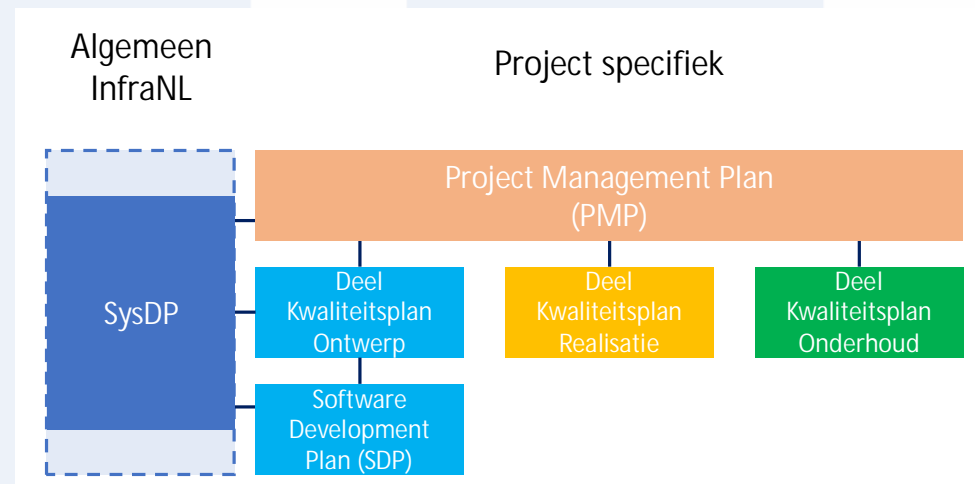 Algemeen
InfraNL
Project specifiek
Project Management Plan
(PMP)
SysDP
Deel
Kwaliteitsplan
Ontwerp
Deel
Kwaliteitsplan
Realisatie
Deel
Kwaliteitsplan
Onderhoud
Software
Development
Plan (SDP)